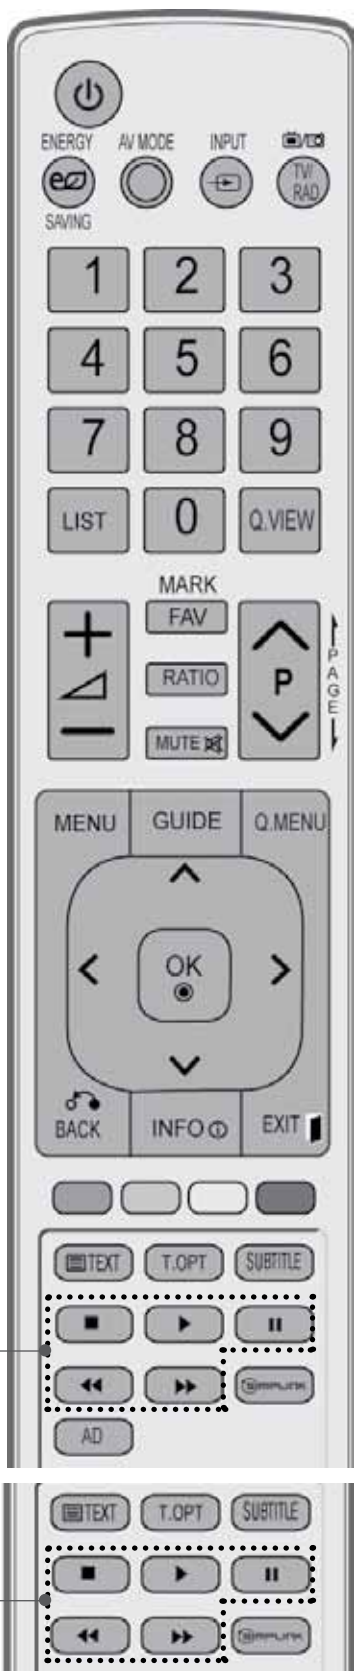 ENERGY AV MODE INPUT
TV/
RAD
SAVING
1 2 3
4 5 6
7 8 9
LIST 0 Q.VIEW
MARK
FAV
P
PAGE
RATIO
MUTE
MENU GUIDE Q.MENU
OK
BACK INFO EXIT
TEXT T.OPT SUBTITLE
SIMPLINK
AD
TEXT T.OPT SUBTITLE
SIMPLINK